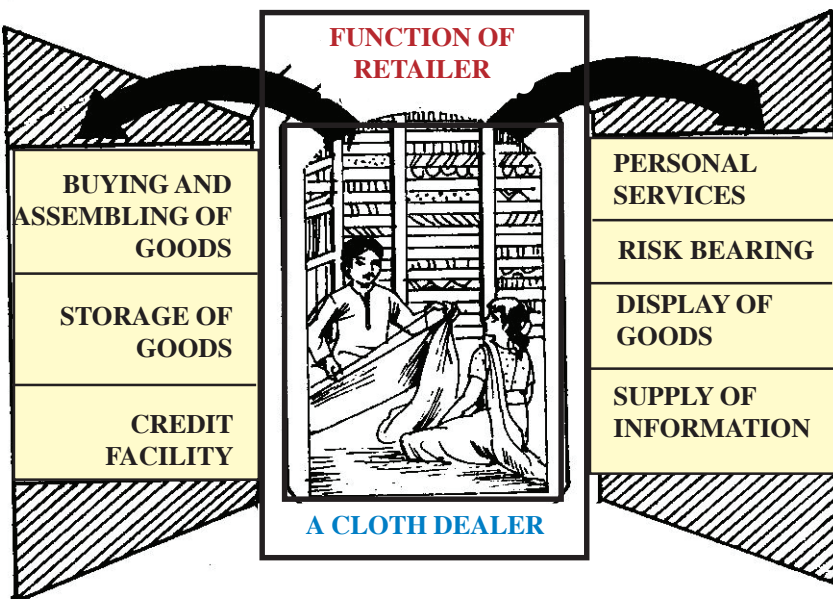 FUNCTION OF
RETAILER
BUYING AND
ASSEMBLING OF
GOODS
STORAGE OF
GOODS
CREDIT
FACILITY
PERSONAL
SERVICES
RISK BEARING
DISPLAY OF
GOODS
SUPPLY OF
INFORMATION
A CLOTH DEALER